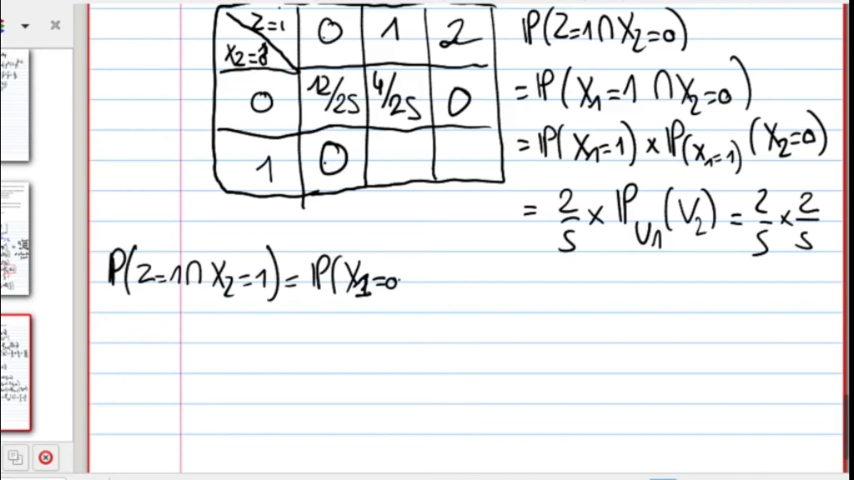 Z=i 0 1 2
X₂=j
0 12/25 4/25 0
1 0
ℙ(Z=1∩X₂=0)
=ℙ(X₁=1∩X₂=0)
=ℙ(X₁=1)×ℙ(X₁=1)(X₂=0)
=2/5×ℙU₁(V₂)=2/5×2/5
ℙ(Z=1∩X₂=1)=ℙ(X₁=0